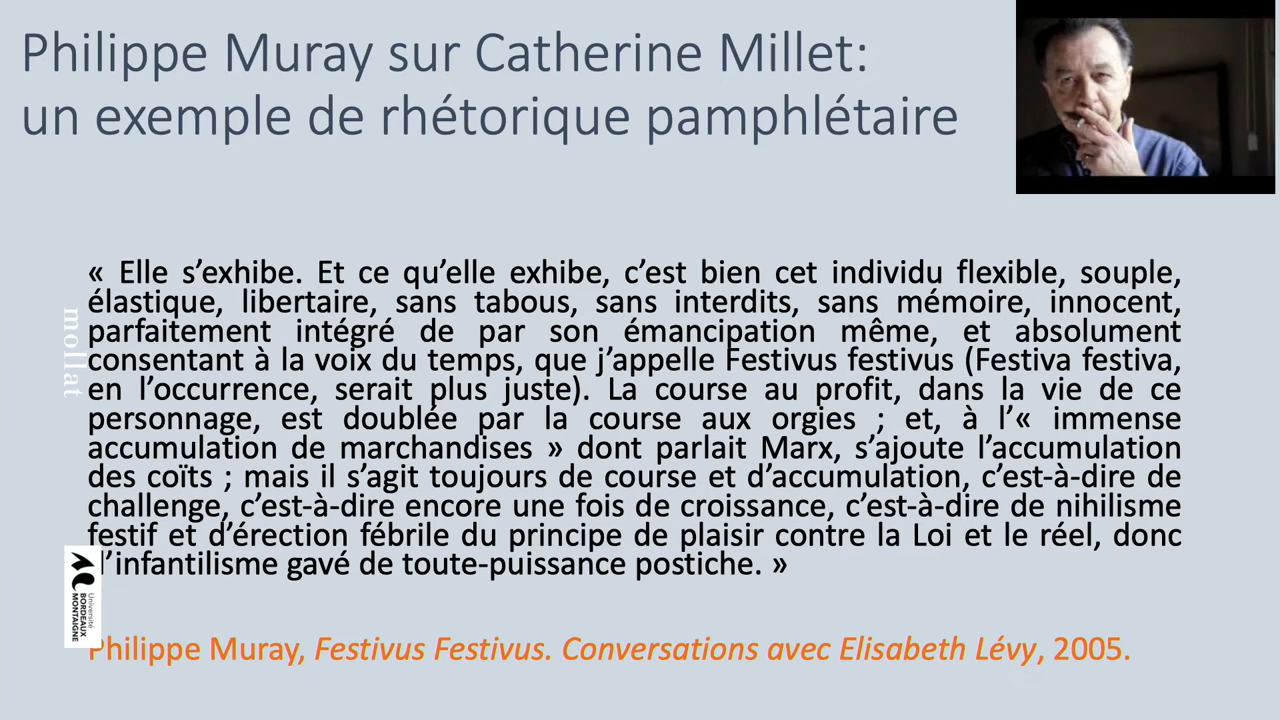 Philippe Muray sur Catherine Millet:
un exemple de rhétorique pamphlétaire
« Elle s’exhibe. Et ce qu’elle exhibe, c’est bien cet individu flexible, souple,
élastique, libertaire, sans tabous, sans interdits, sans mémoire, innocent,
parfaitement intégré de par son émancipation même, et absolument
consentant à la voix du temps, que j’appelle Festivus festivus (Festiva festiva,
en l’occurrence, serait plus juste). La course au profit, dans la vie de ce
personnage, est doublée par la course aux orgies ; et, à l’« immense
accumulation de marchandises » dont parlait Marx, s’ajoute l’accumulation
des coïts ; mais il s’agit toujours de course et d’accumulation, c’est-à-dire de
challenge, c’est-à-dire encore une fois de croissance, c’est-à-dire de nihilisme
festif et d’érection fébrile du principe de plaisir contre la Loi et le réel, donc
l’infantilisme gavé de toute-puissance postiche. »
Philippe Muray, Festivus Festivus. Conversations avec Elisabeth Lévy, 2005.
mollat
Université
BORDEAUX
MONTAIGNE